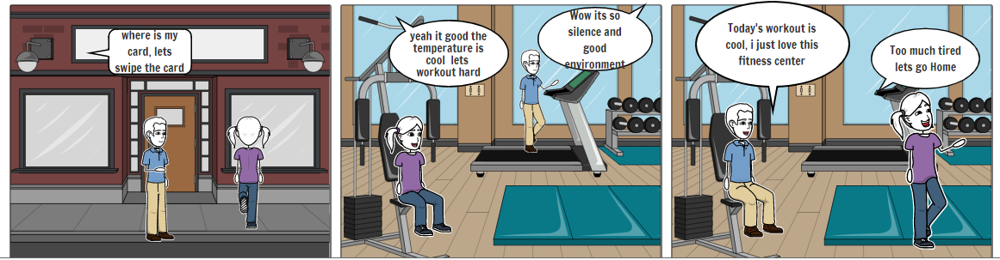 where is my
card, lets
swipe the card
yeah it good the
temperature is
cool lets
workout hard
Wow its so
silence and
good
environment
Today's workout is
cool, i just love this
fitness center
Too much tired
lets go Home